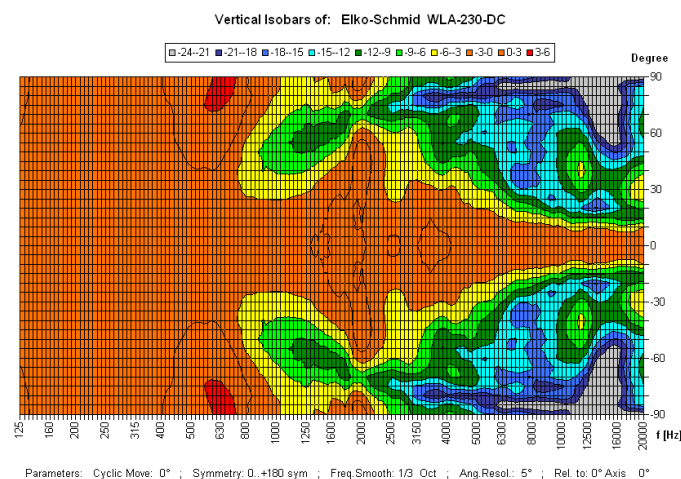 Vertical Isobars of: Elko-Schmid WLA-230-DC
-24--21 -21--18 -18--15 -15--12 -12--9 -9--6 -6--3 -3-0 0-3 3-6
Degree
90
60
30
0
-30
-60
-90
125 160 200 250 315 400 500 630 800 1000 1250 1600 2000 2500 3150 4000 5000 6300 8000 10000 12500 16000 20000
f [Hz]
Parameters: Cyclic Move: 0° ; Symmetry: 0..+180 sym ; Freq.Smooth: 1/3 Oct ; Ang.Resol.: 5° ; Rel. to: 0° Axis 0°